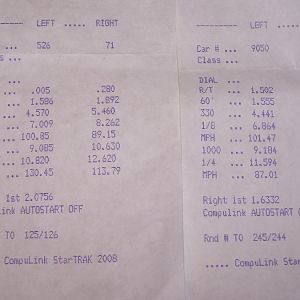 ------ LEFT ...... RIGHT
... 526 71
... .005 .280
... 1.586 1.892
... 4.570 5.460
... 7.009 8.262
... 100.85 89.15
... 9.085 10.630
... 10.820 12.620
... 130.45 113.79
1st 2.0756
Link AUTOSTART OFF
TO 125/126
CompuLink StarTRAK 2008
---------- LEFT ......
Car # ... 9050
Class ...
DIAL ...
R/T ... 1.502
60' ... 1.555
330 ... 4.441
1/8 ... 6.864
MPH ... 101.47
1000 ... 9.184
1/4 ... 11.594
MPH ... 87.01
Right 1st 1.6332
Compulink AUTOSTART O
Rnd # TO 245/244
..... CompuLink Sta